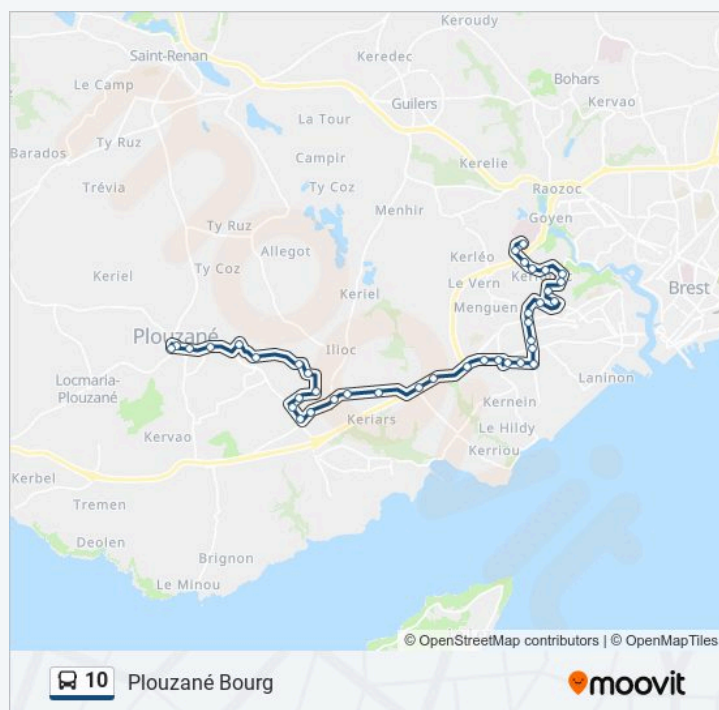 Keroudy
Saint-Renan
Keredec
Bohars
Le Camp
Guilers
Kervao
La Tour
Barados
Ty Ruz
Kerelie
Campir
Raozoc
Trévia
Ty Coz
Menhir
Goyen
Ty Ruz
Allegot
Kerléo
Keriel
Ty Coz
Keriel
Le Vern
Brest
Menguen
Plouzané
Ilioc
Locmaria-
Plouzané
Laninon
Kernein
Keriars
Le Hildy
Kervao
Kerriou
Kerbel
Tremen
Deolen
Brignon
Le Minou
© OpenStreetMap contributors | © OpenMapTiles
10 Plouzané Bourg
moovit